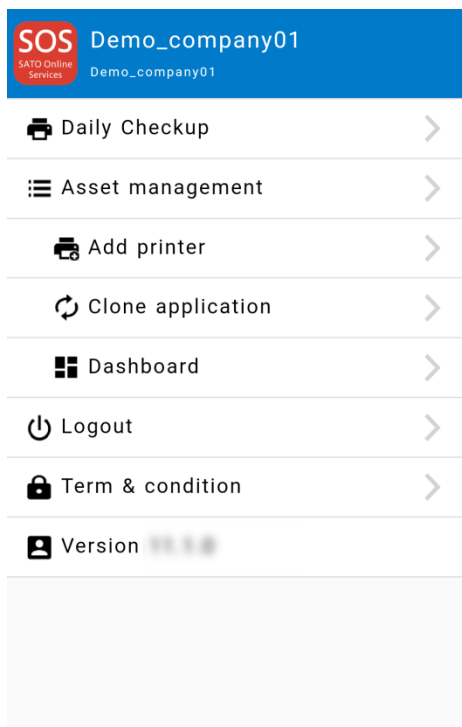 SOS
SATO Online
Services
Demo_company01
Demo_company01
Daily Checkup
Asset management
Add printer
Clone application
Dashboard
Logout
Term & condition
Version